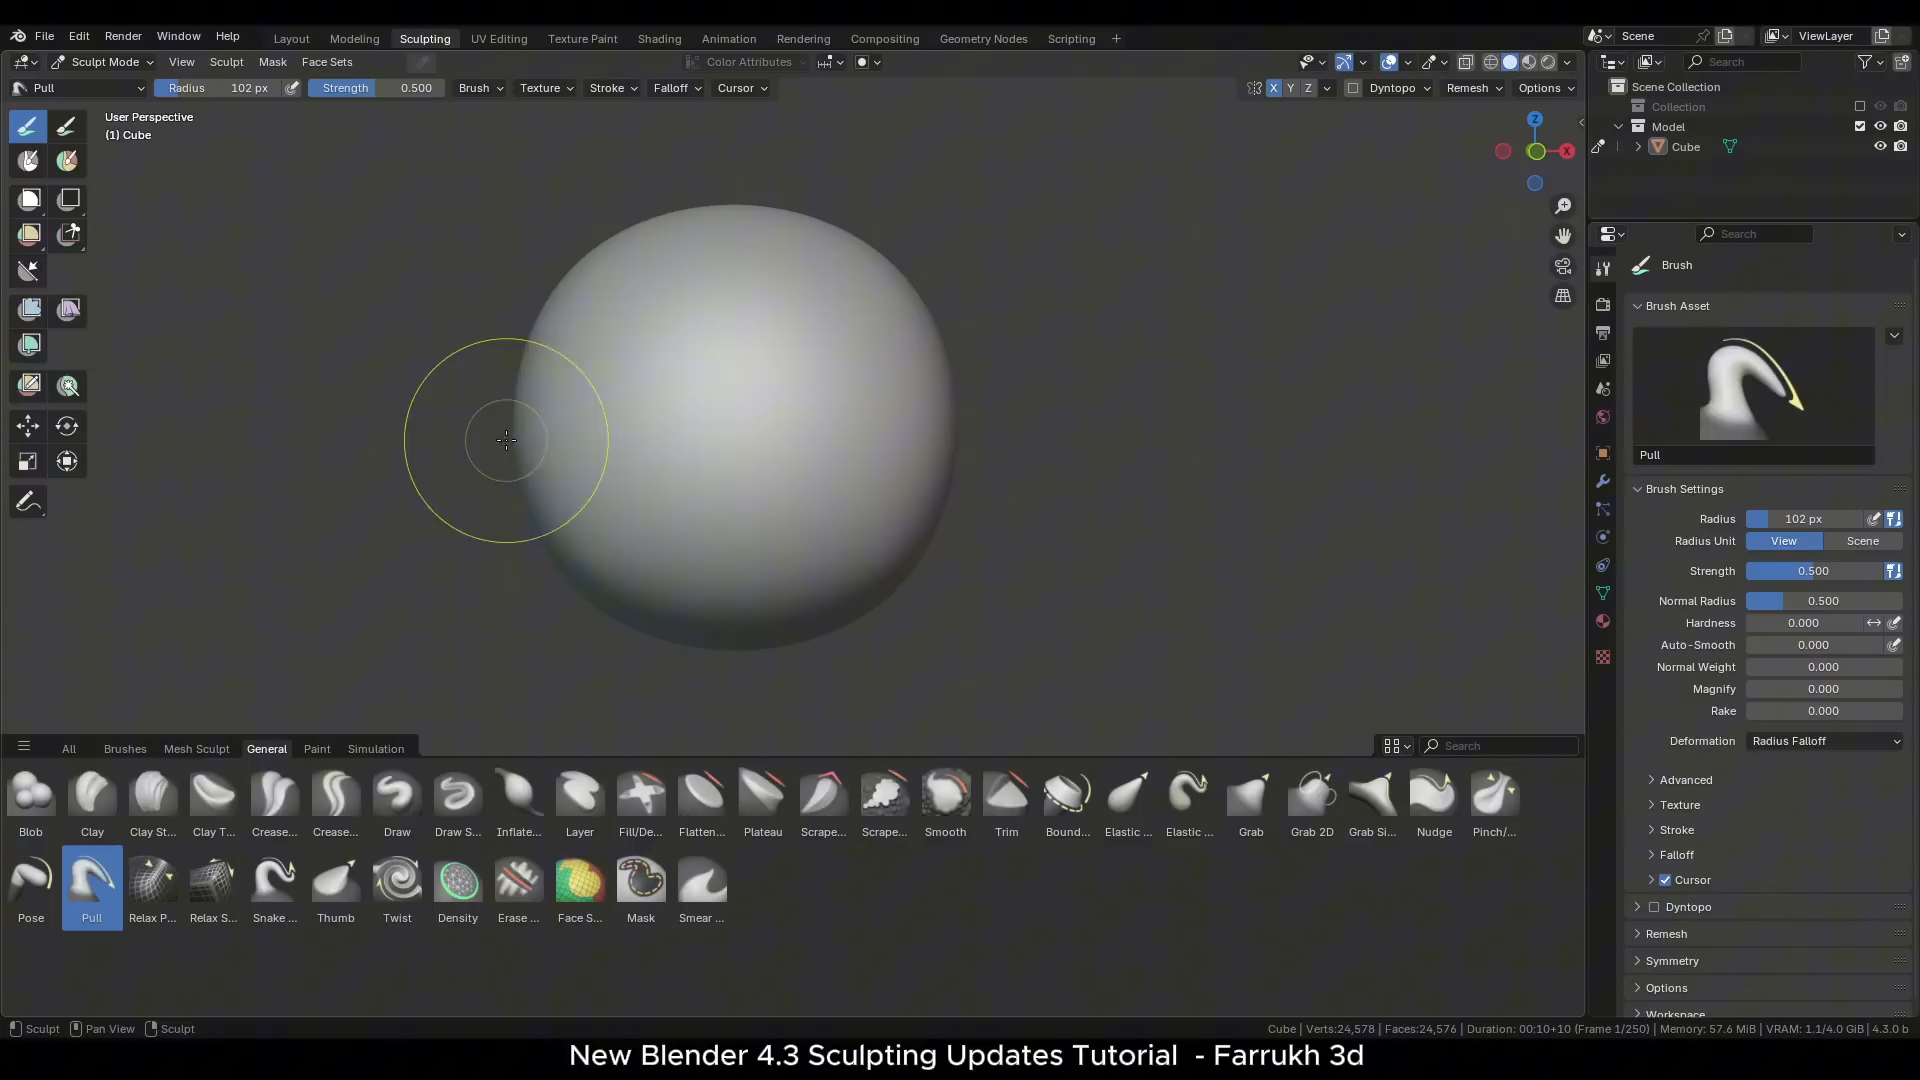 File Edit Render Window Help Layout Modeling Sculpting UV Editing Texture Paint Shading Animation Rendering Compositing Geometry Nodes Scripting + Scene ViewLayer
Sculpt Mode View Sculpt Mask Face Sets Color Attributes Search
Pull Radius 102 px Strength 0.500 Brush Texture Stroke Falloff Cursor X Y Z Dyntopo Remesh Options
Scene Collection
Collection
Model
Cube
User Perspective
(1) Cube
Z
X
Search
Brush
Brush Asset
Pull
Brush Settings
Radius 102 px
Radius Unit View Scene
Strength 0.500
Normal Radius 0.500
Hardness 0.000
Auto-Smooth 0.000
Normal Weight 0.000
Magnify 0.000
Rake 0.000
Deformation Radius Falloff
Advanced
Texture
Stroke
Falloff
Cursor
Dyntopo
Remesh
Symmetry
Options
Workspace
All Brushes Mesh Sculpt General Paint Simulation Search
Blob Clay Clay St... Clay T... Crease... Crease... Draw Draw S... Inflate... Layer Fill/De... Flatten... Plateau Scrape... Scrape... Smooth Trim Bound... Elastic ... Elastic ... Grab Grab 2D Grab Si... Nudge Pinch/...
Pose Pull Relax P... Relax S... Snake ... Thumb Twist Density Erase ... Face S... Mask Smear ...
Sculpt Pan View Sculpt Cube | Verts:24,578 | Faces:24,576 | Duration: 00:10+10 (Frame 1/250) | Memory: 57.6 MiB | VRAM: 1.1/4.0 GiB | 4.3.0 b
New Blender 4.3 Sculpting Updates Tutorial - Farrukh 3d